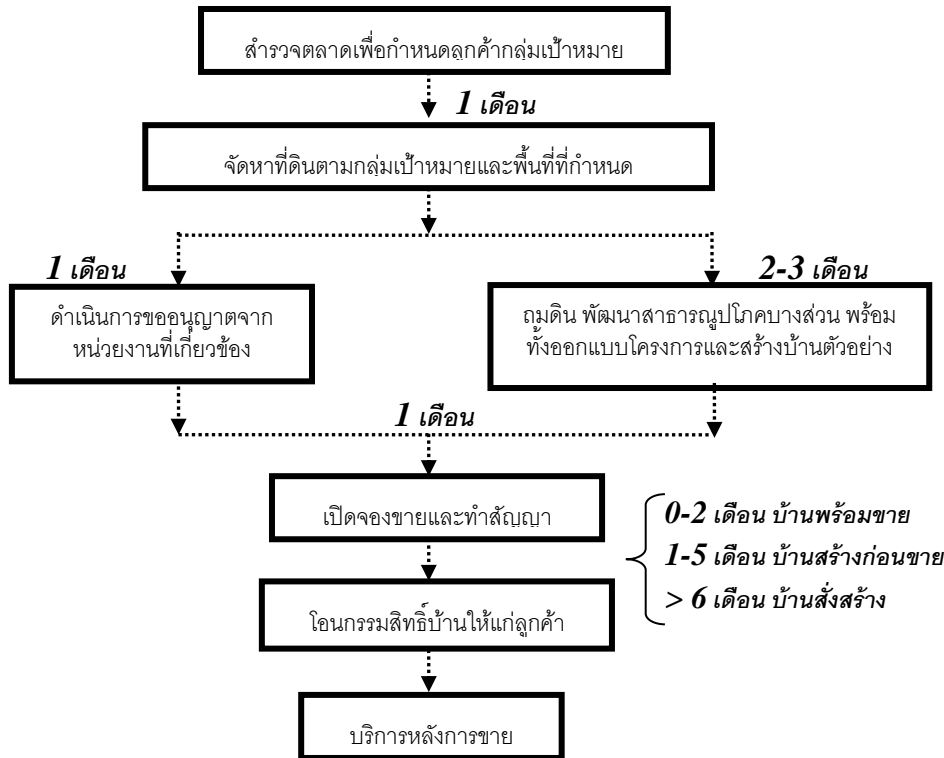 สำรวจตลาดเพื่อกำหนดลูกค้ากลุ่มเป้าหมาย
1 เดือน
จัดหาที่ดินตามกลุ่มเป้าหมายและพื้นที่ที่กำหนด
1 เดือน
2-3 เดือน
ดำเนินการขออนุญาตจาก
หน่วยงานที่เกี่ยวข้อง
ถมดิน พัฒนาสาธารณูปโภคบางส่วน พร้อม
ทั้งออกแบบโครงการและสร้างบ้านตัวอย่าง
1 เดือน
เปิดจองขายและทำสัญญา
0-2 เดือน บ้านพร้อมขาย
1-5 เดือน บ้านสร้างก่อนขาย
> 6 เดือน บ้านสั่งสร้าง
โอนกรรมสิทธิ์บ้านให้แก่ลูกค้า
บริการหลังการขาย